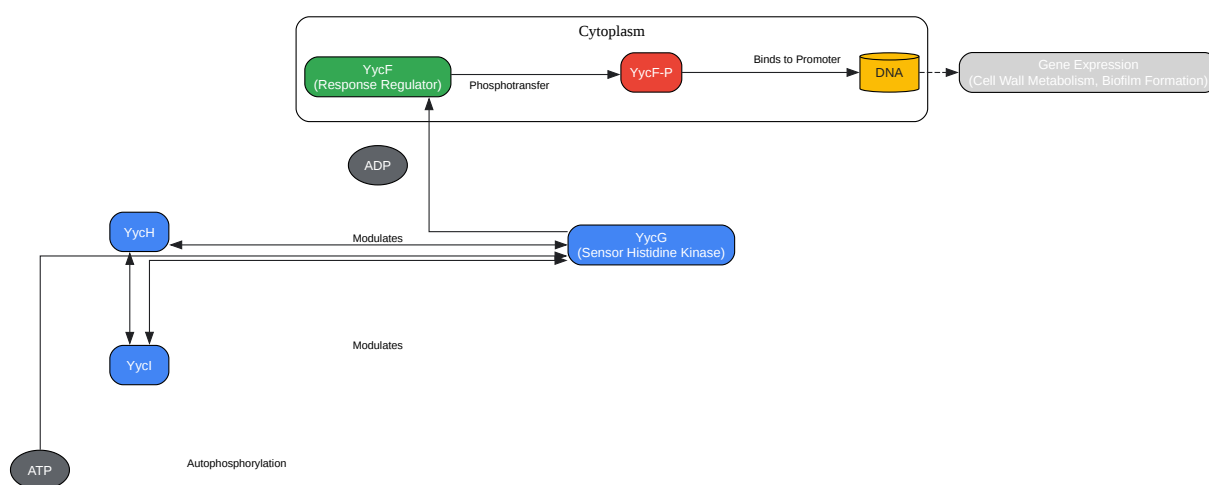 Cytoplasm
YycF
(Response Regulator)
Phosphotransfer
YycF-P
Binds to Promoter
DNA
Gene Expression
(Cell Wall Metabolism, Biofilm Formation)
ADP
YycH
Modulates
YycG
(Sensor Histidine Kinase)
Modulates
YycI
Autophosphorylation
ATP